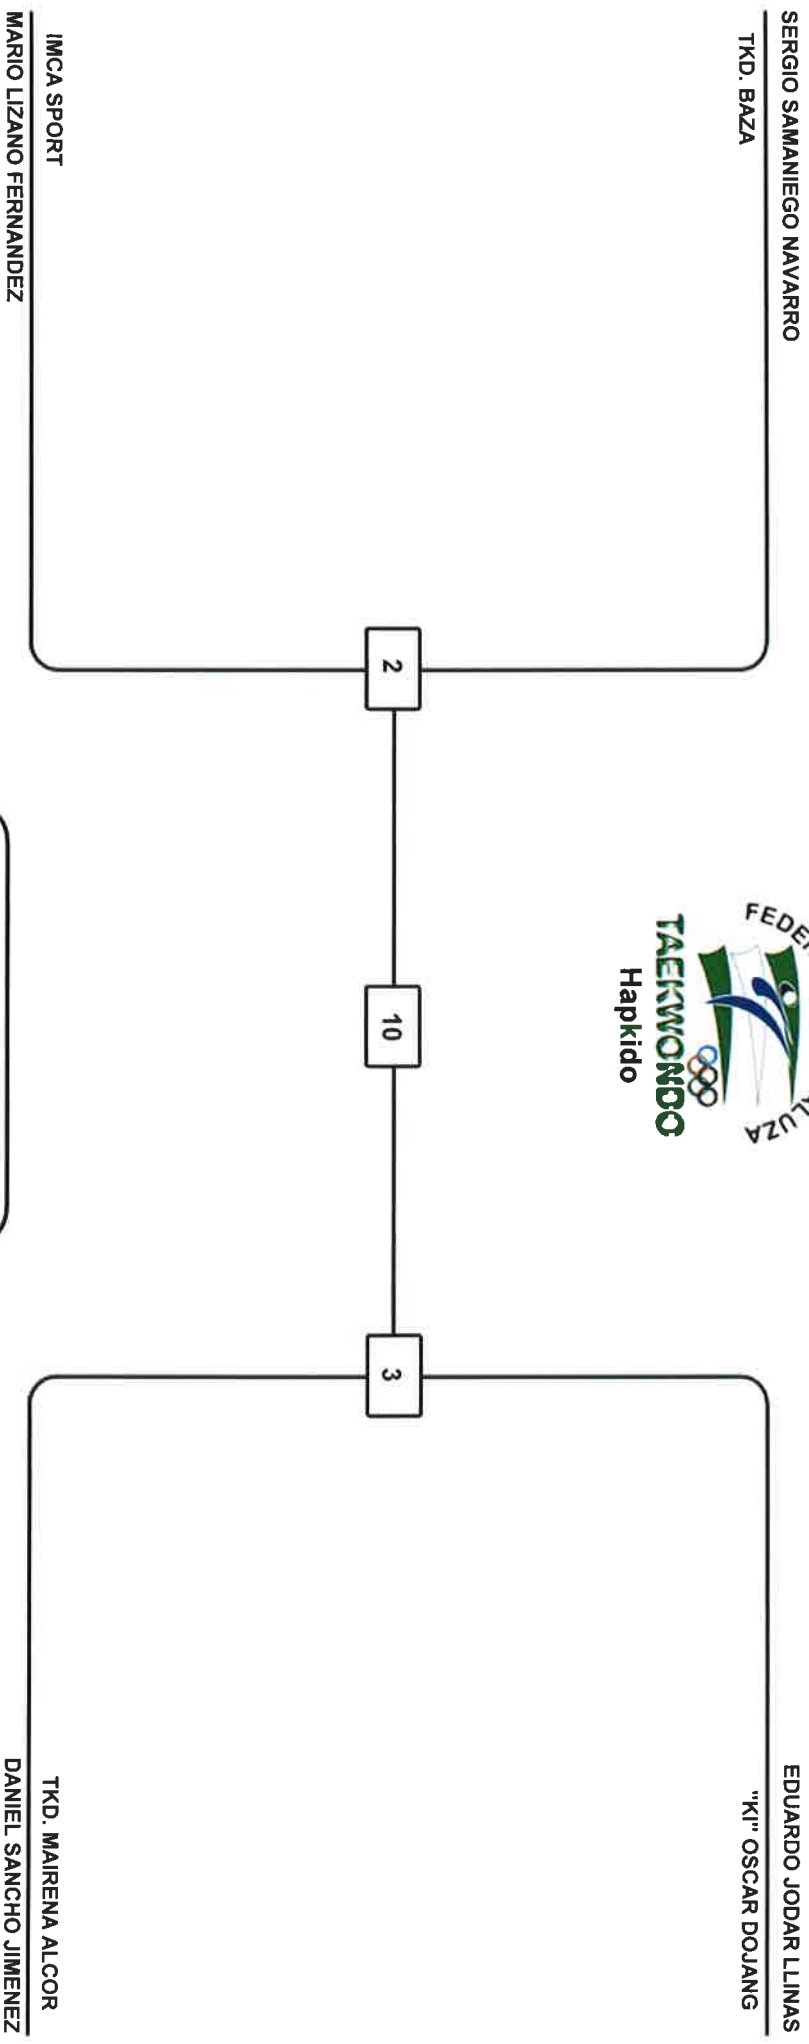 SERGIO SAMANIEGO NAVARRO
TKD. BAZA
EDUARDO JODAR LLINAS
"KI" OSCAR DOJANG
TAEKWONDO
Hapkido
2
10
3
IMCA SPORT
MARIO LIZANO FERNANDEZ
TKD. MAIRENA ALCOR
DANIEL SANCHO JIMENEZ